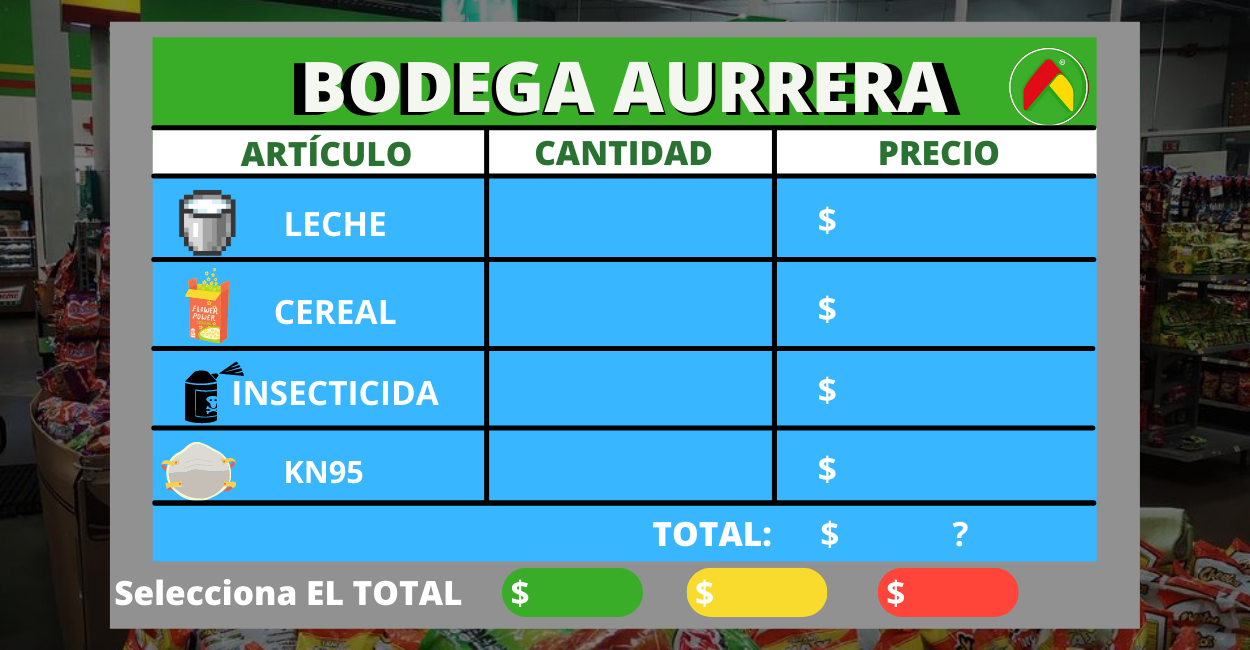 BODEGA AURRERA
ARTÍCULO CANTIDAD PRECIO
LECHE $
FLOWER
POWER
CEREAL $
INSECTICIDA $
KN95 $
TOTAL: $ ?
Selecciona EL TOTAL $ $ $